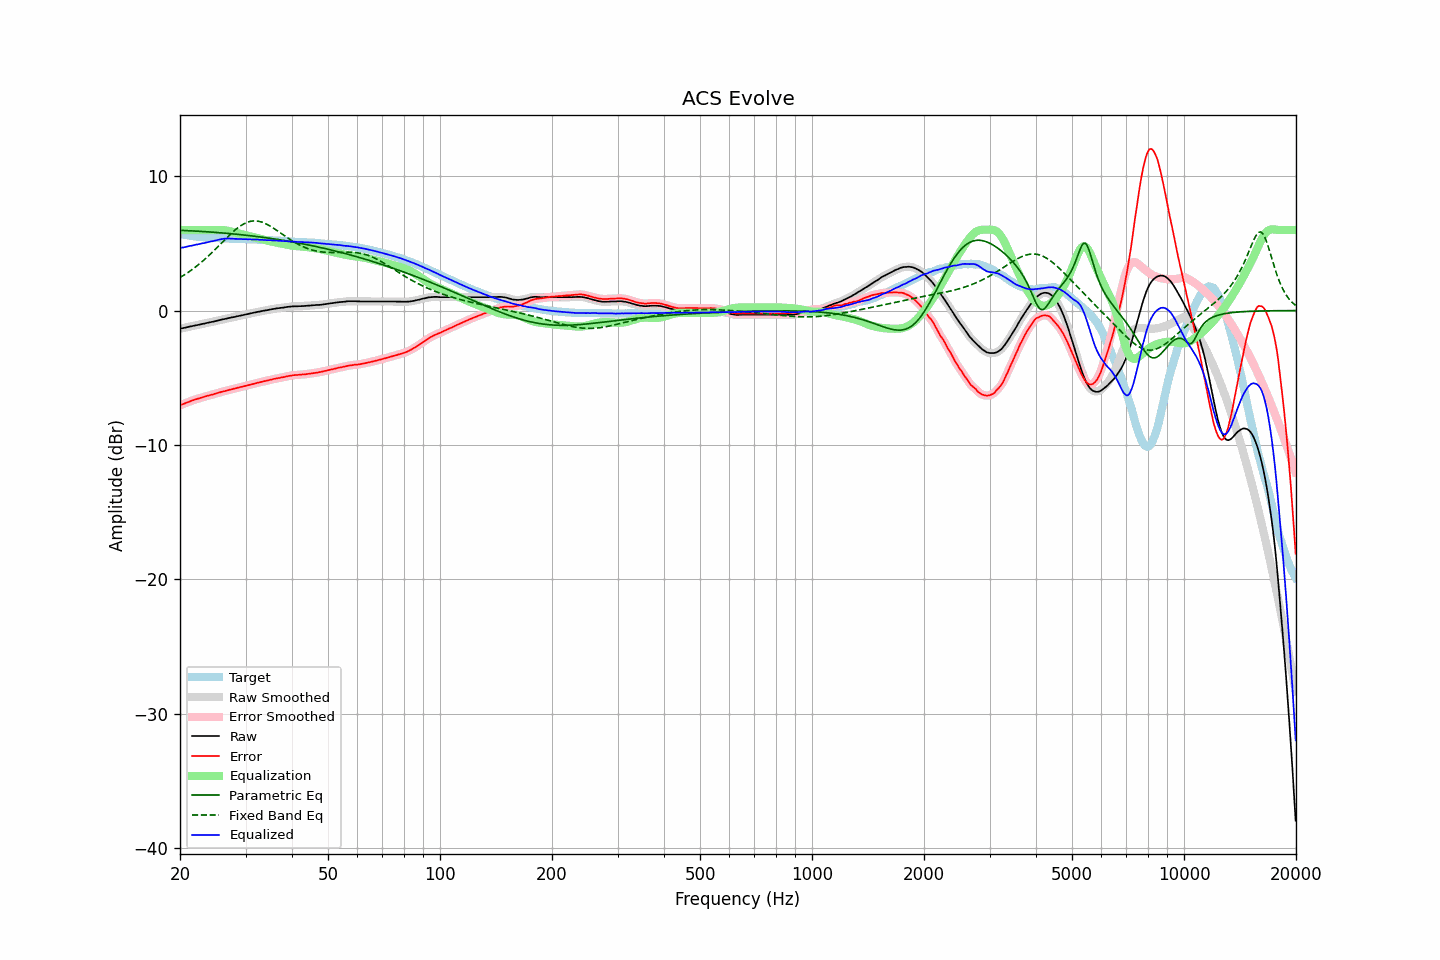 ACS Evolve
Amplitude (dBr)
10
0
−10
−20
−30
−40
Target
Raw Smoothed
Error Smoothed
Raw
Error
Equalization
Parametric Eq
Fixed Band Eq
Equalized
20 50 100 200 500 1000 2000 5000 10000 20000
Frequency (Hz)